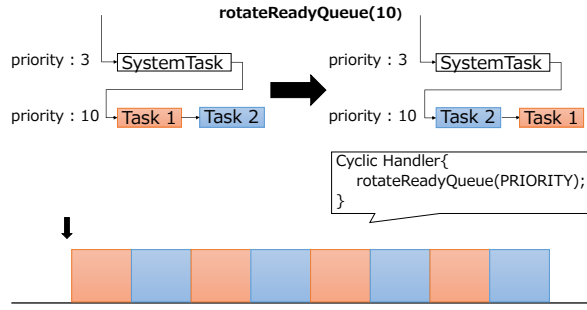 rotateReadyQueue(10)
priority : 3
SystemTask
priority : 10
Task 1
Task 2
priority : 3
SystemTask
priority : 10
Task 2
Task 1
Cyclic Handler{
rotateReadyQueue(PRIORITY);
}